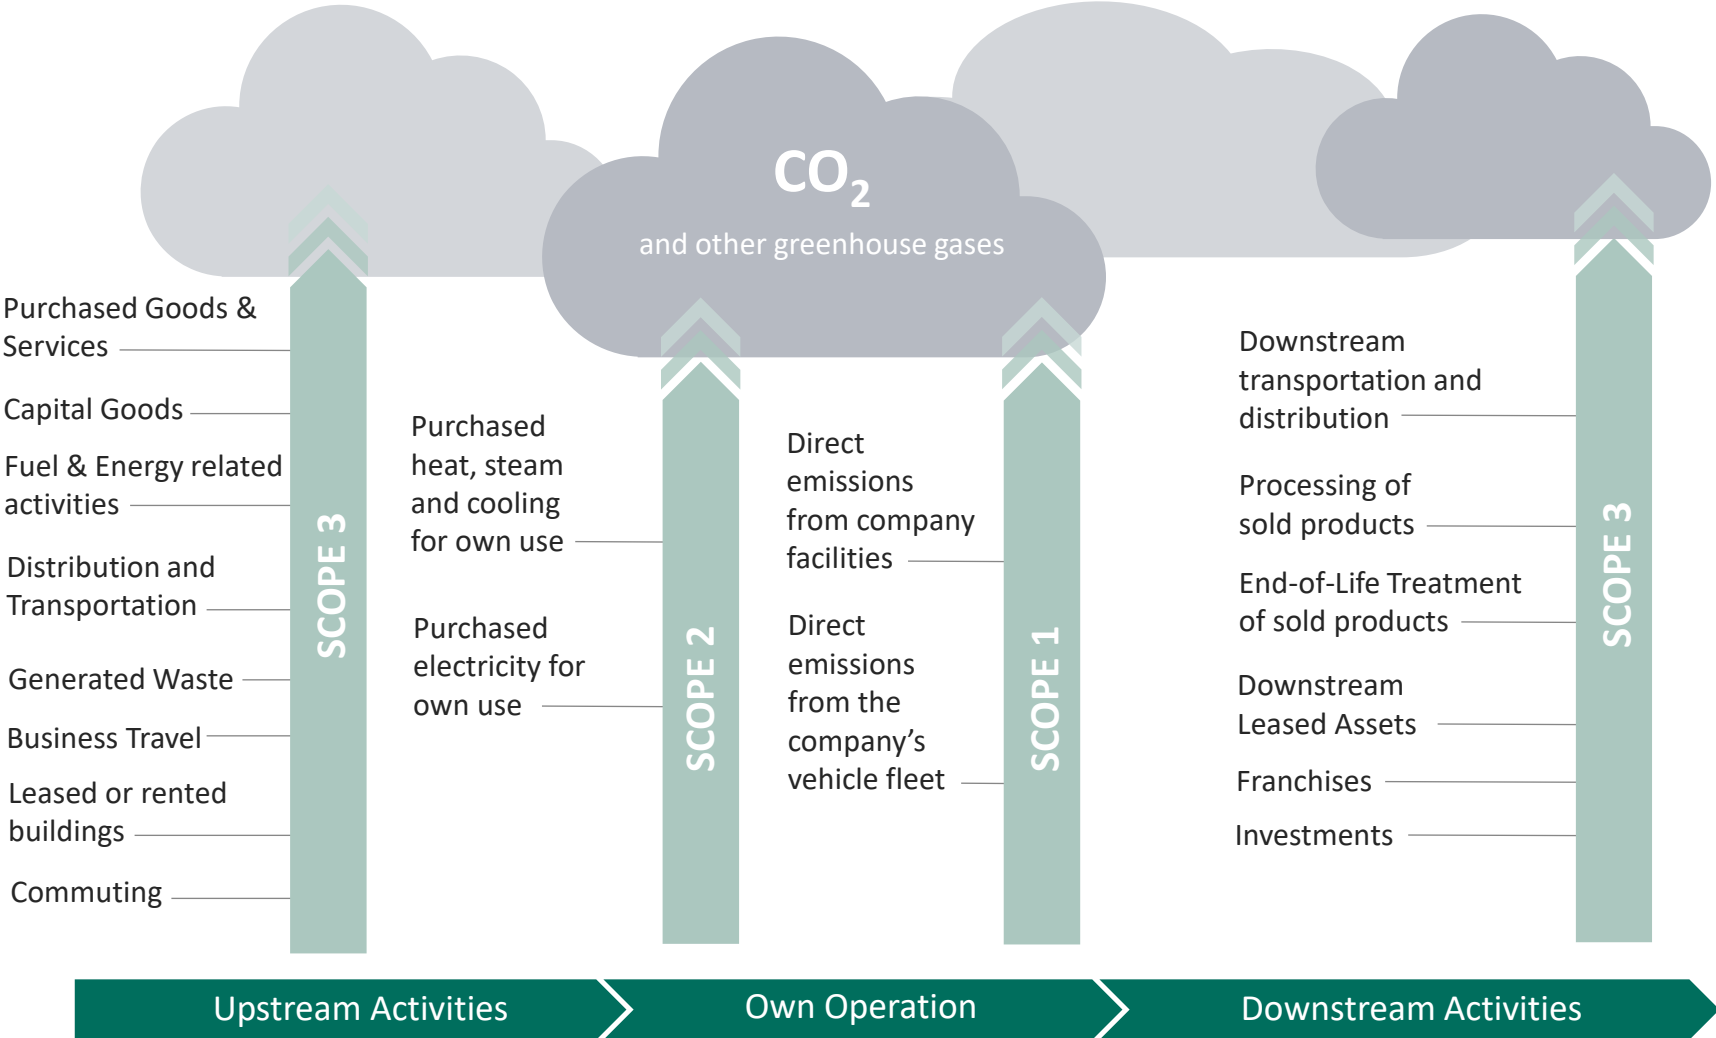 CO₂
and other greenhouse gases
Purchased Goods &
Services
Capital Goods
Fuel & Energy related
activities
Distribution and
Transportation
Generated Waste
Business Travel
Leased or rented
buildings
Commuting
SCOPE 3
Purchased
heat, steam
and cooling
for own use
Purchased
electricity for
own use
SCOPE 2
Direct
emissions
from company
facilities
Direct
emissions
from the
company’s
vehicle fleet
SCOPE 1
Downstream
transportation and
distribution
Processing of
sold products
End-of-Life Treatment
of sold products
Downstream
Leased Assets
Franchises
Investments
SCOPE 3
Upstream Activities
Own Operation
Downstream Activities